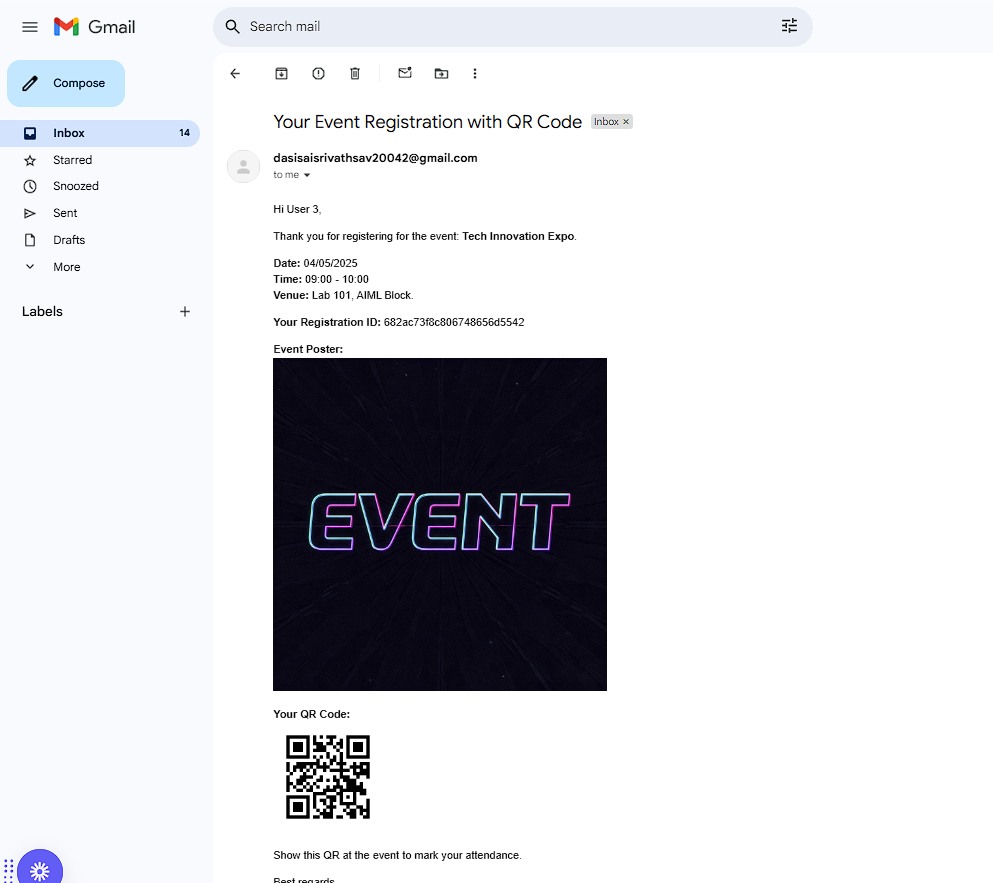 Gmail
Search mail
Compose
Inbox 14
Starred
Snoozed
Sent
Drafts
More
Labels
Your Event Registration with QR Code Inbox ×
dasisaisrivathsav20042@gmail.com
to me
Hi User 3,
Thank you for registering for the event: Tech Innovation Expo.
Date: 04/05/2025
Time: 09:00 - 10:00
Venue: Lab 101, AIML Block.
Your Registration ID: 682ac73f8c806748656d5542
Event Poster:
EVENT
Your QR Code:
Show this QR at the event to mark your attendance.
Best regards